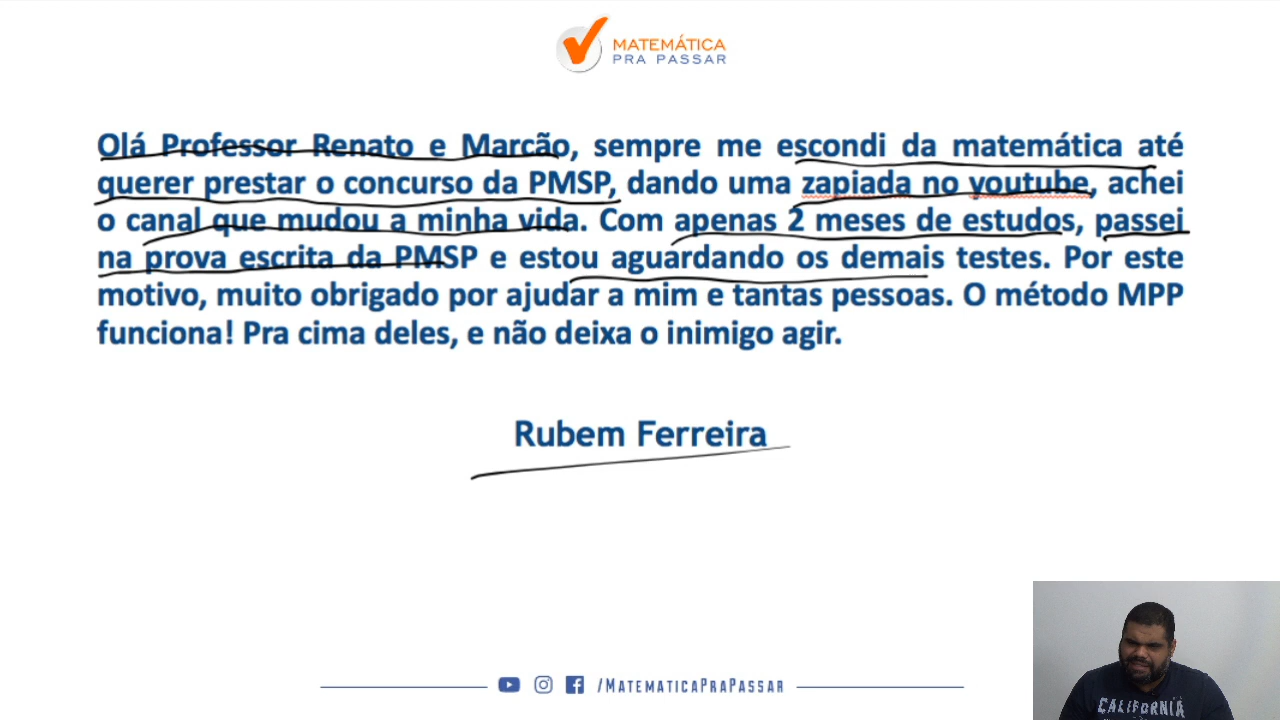 MATEMÁTICA
PRA PASSAR
Olá Professor Renato e Marcão, sempre me escondi da matemática até
querer prestar o concurso da PMSP, dando uma zapiada no youtube, achei
o canal que mudou a minha vida. Com apenas 2 meses de estudos, passei
na prova escrita da PMSP e estou aguardando os demais testes. Por este
motivo, muito obrigado por ajudar a mim e tantas pessoas. O método MPP
funciona! Pra cima deles, e não deixa o inimigo agir.
Rubem Ferreira
/MATEMATICAPRAPASSAR
CALIFORNIA